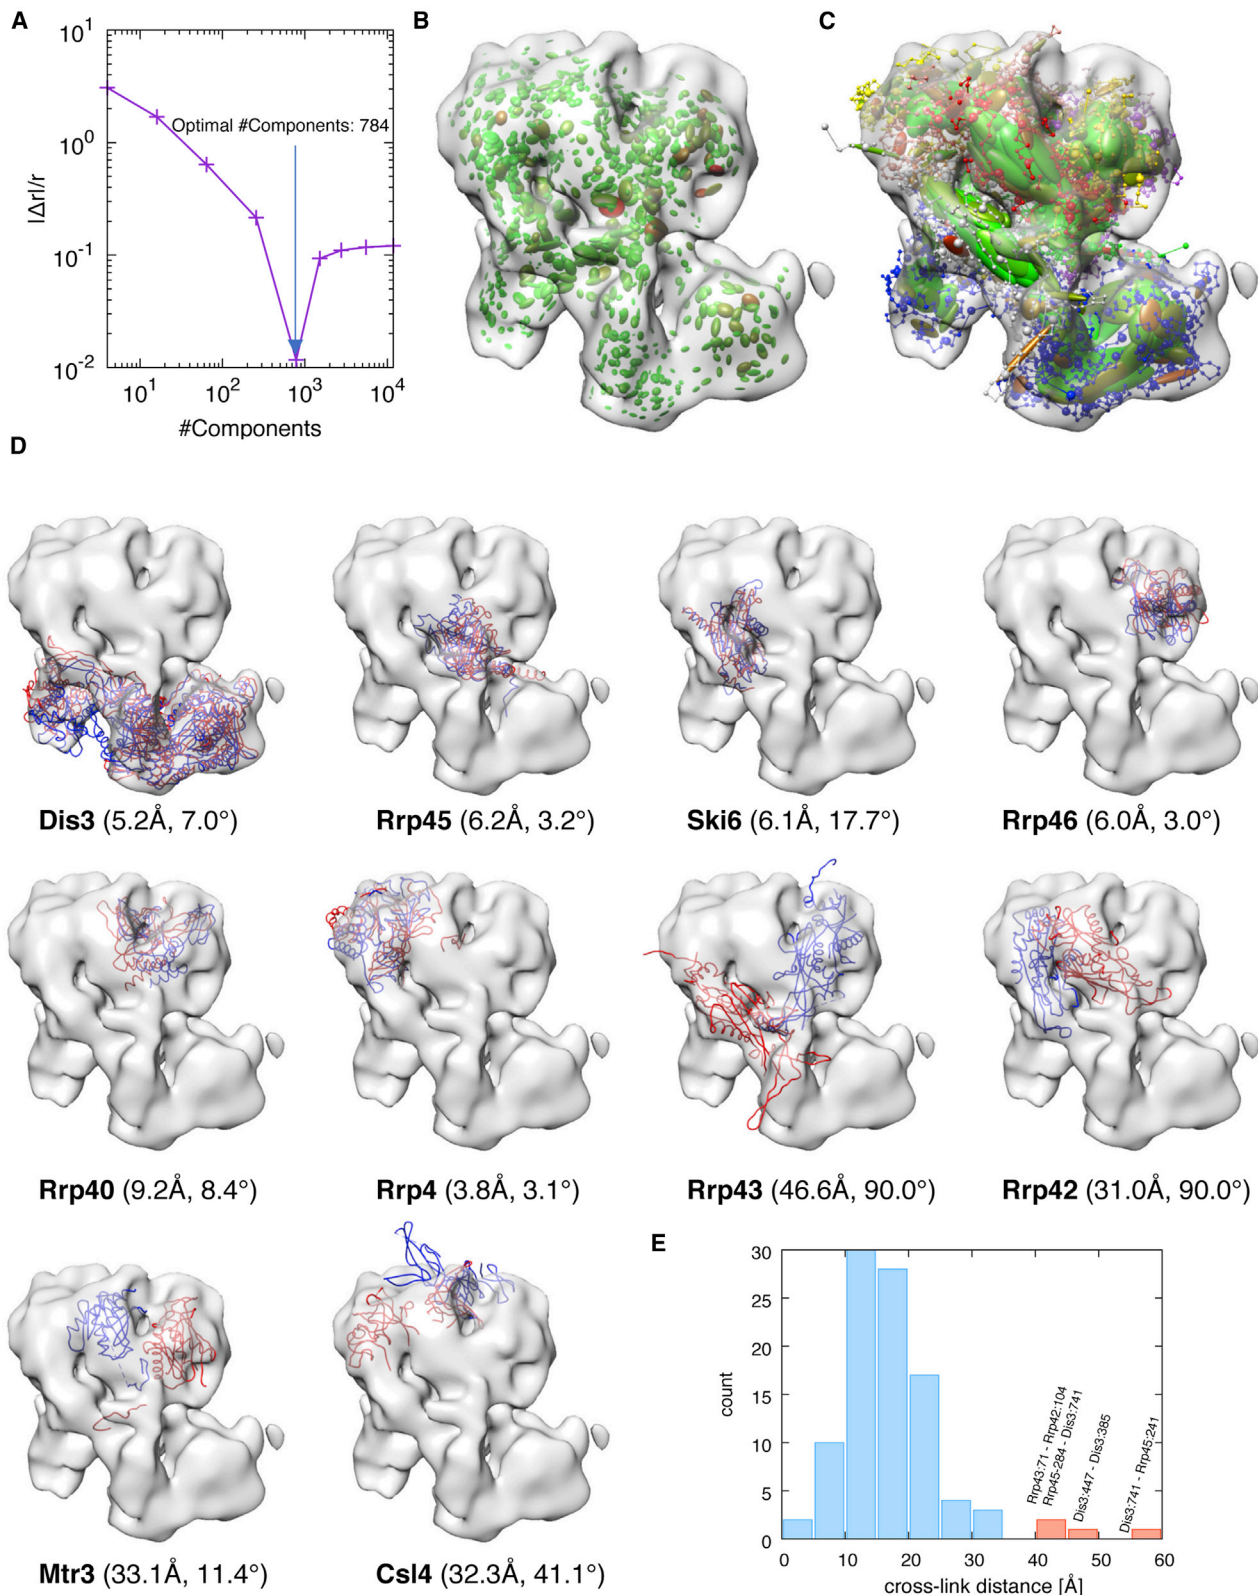 A
B
C
10^1
10^0
10^-1
10^-2
|Δr|/r
Optimal #Components: 784
10^1
10^2
10^3
10^4
#Components
D
Dis3 (5.2Å, 7.0°)
Rrp45 (6.2Å, 3.2°)
Ski6 (6.1Å, 17.7°)
Rrp46 (6.0Å, 3.0°)
Rrp40 (9.2Å, 8.4°)
Rrp4 (3.8Å, 3.1°)
Rrp43 (46.6Å, 90.0°)
Rrp42 (31.0Å, 90.0°)
Mtr3 (33.1Å, 11.4°)
Csl4 (32.3Å, 41.1°)
E
30
25
20
15
10
5
0
count
Rrp43:71 - Rrp42:104
Rrp45-284 - Dis3:741
Dis3:447 - Dis3:385
Dis3:741 - Rrp45:241
0
10
20
30
40
50
60
cross-link distance [Å]